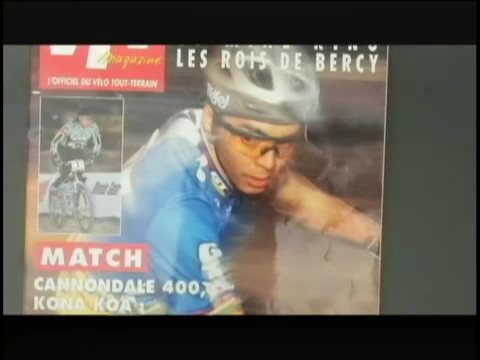 magazine
L'OFFICIEL DU VÉLO TOUT-TERRAIN
LES ROIS DE BERCY
MATCH
CANNONDALE 400,
KONA KOA :